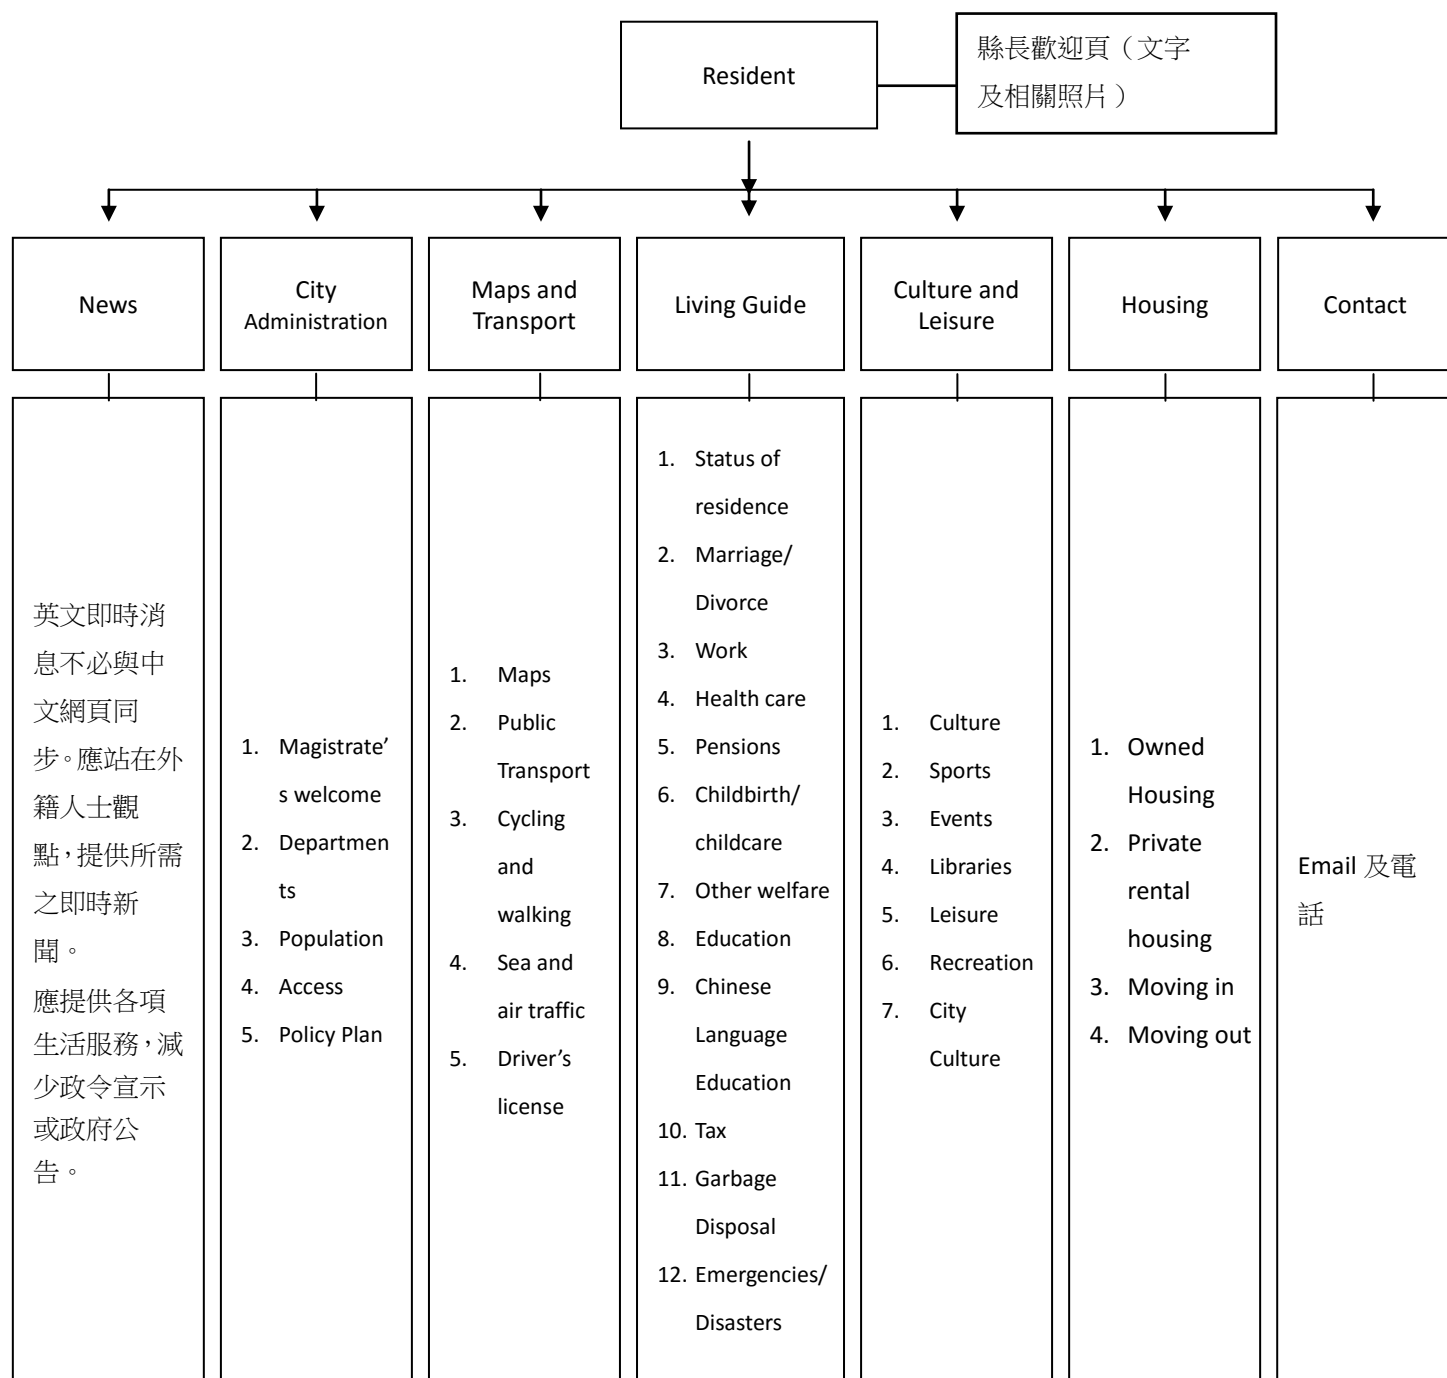 Resident
縣長歡迎頁（文字
及相關照片）
News
City
Administration
Maps and
Transport
Living Guide
Culture and
Leisure
Housing
Contact
英文即時消
息不必與中
文網頁同
步。應站在外
籍人士觀
點，提供所需
之即時新
聞。
應提供各項
生活服務，減
少政令宣示
或政府公
告。
1. Magistrate’
s welcome
2. Departmen
ts
3. Population
4. Access
5. Policy Plan
1. Maps
2. Public
Transport
3. Cycling
and
walking
4. Sea and
air traffic
5. Driver’s
license
1. Status of
residence
2. Marriage/
Divorce
3. Work
4. Health care
5. Pensions
6. Childbirth/
childcare
7. Other welfare
8. Education
9. Chinese
Language
Education
10. Tax
11. Garbage
Disposal
12. Emergencies/
Disasters
1. Culture
2. Sports
3. Events
4. Libraries
5. Leisure
6. Recreation
7. City
Culture
1. Owned
Housing
2. Private
rental
housing
3. Moving in
4. Moving out
Email 及電
話